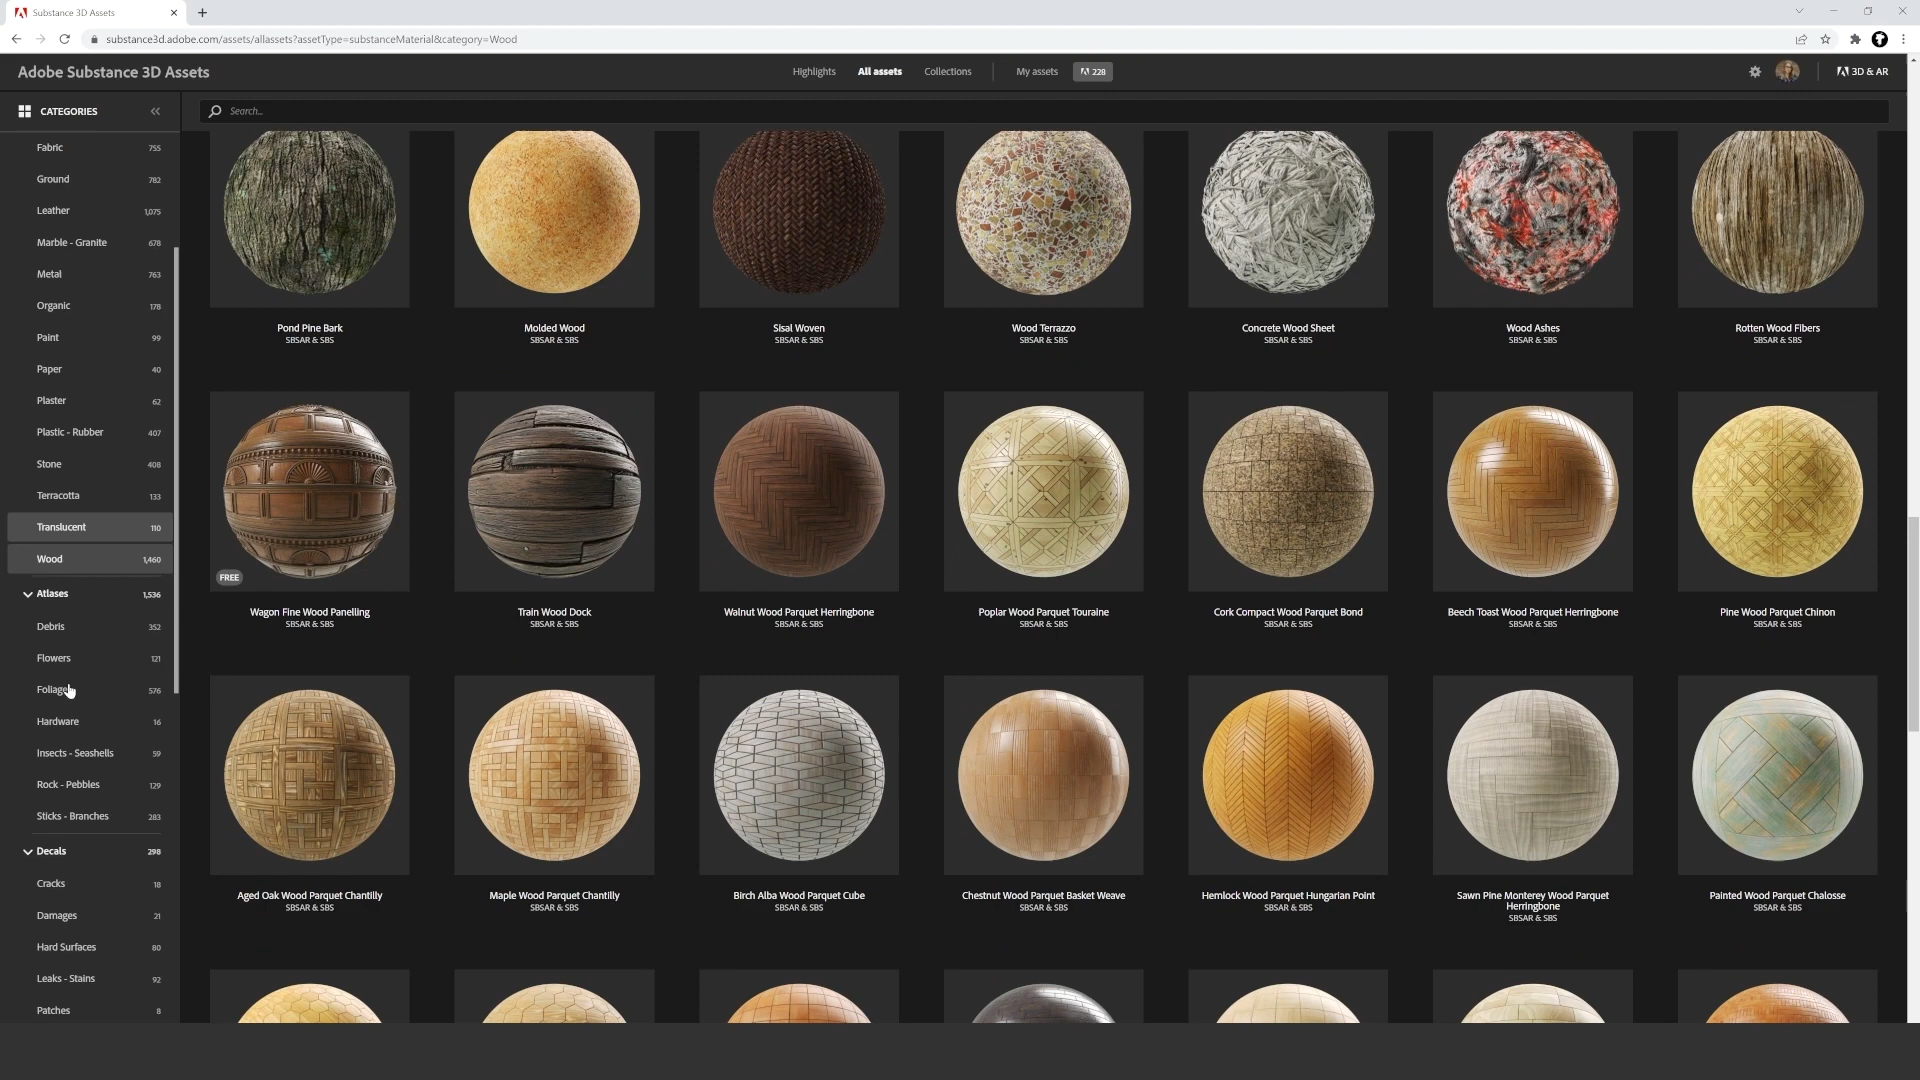 Substance 3D Assets
substance3d.adobe.com/assets/allassets?assetType=substanceMaterial&category=Wood
Adobe Substance 3D Assets
Highlights
All assets
Collections
My assets
228
3D & AR
CATEGORIES
Search...
Fabric 755
Ground 782
Leather 1,075
Marble - Granite 678
Metal 763
Organic 178
Paint 99
Paper 40
Plaster 62
Plastic - Rubber 407
Stone 408
Terracotta 133
Translucent 110
Wood 1,460
Atlases 1,536
Debris 352
Flowers 121
Foliage 576
Hardware 16
Insects - Seashells 59
Rock - Pebbles 129
Sticks - Branches 283
Decals 298
Cracks 18
Damages 21
Hard Surfaces 80
Leaks - Stains 92
Patches 8
Pond Pine Bark
SBSAR & SBS
Molded Wood
SBSAR & SBS
Sisal Woven
SBSAR & SBS
Wood Terrazzo
SBSAR & SBS
Concrete Wood Sheet
SBSAR & SBS
Wood Ashes
SBSAR & SBS
Rotten Wood Fibers
SBSAR & SBS
FREE
Wagon Fine Wood Panelling
SBSAR & SBS
Train Wood Dock
SBSAR & SBS
Walnut Wood Parquet Herringbone
SBSAR & SBS
Poplar Wood Parquet Touraine
SBSAR & SBS
Cork Compact Wood Parquet Bond
SBSAR & SBS
Beech Toast Wood Parquet Herringbone
SBSAR & SBS
Pine Wood Parquet Chinon
SBSAR & SBS
Aged Oak Wood Parquet Chantilly
SBSAR & SBS
Maple Wood Parquet Chantilly
SBSAR & SBS
Birch Alba Wood Parquet Cube
SBSAR & SBS
Chestnut Wood Parquet Basket Weave
SBSAR & SBS
Hemlock Wood Parquet Hungarian Point
SBSAR & SBS
Sawn Pine Monterey Wood Parquet
Herringbone
SBSAR & SBS
Painted Wood Parquet Chalosse
SBSAR & SBS